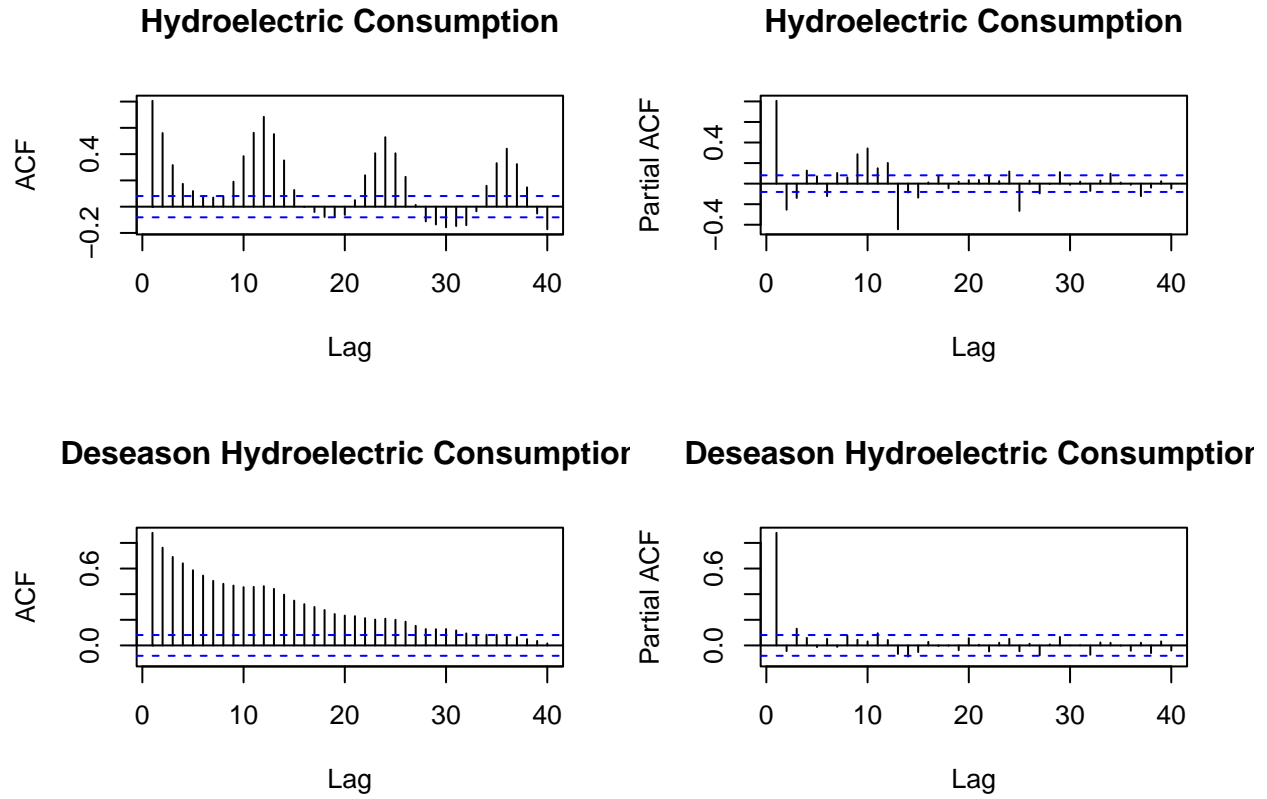 Hydroelectric Consumption
ACF
−0.2 0.4
0 10 20 30 40
Lag
Hydroelectric Consumption
Partial ACF
−0.4 0.4
0 10 20 30 40
Lag
Deseason Hydroelectric Consumption
ACF
0.0 0.6
0 10 20 30 40
Lag
Deseason Hydroelectric Consumption
Partial ACF
0.0 0.6
0 10 20 30 40
Lag